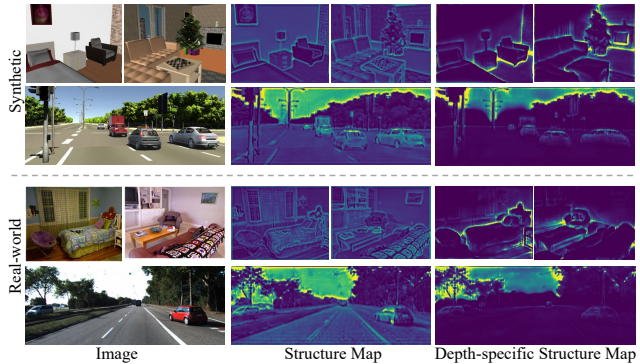 Synthetic
Real-world
Image
Structure Map
Depth-specific Structure Map